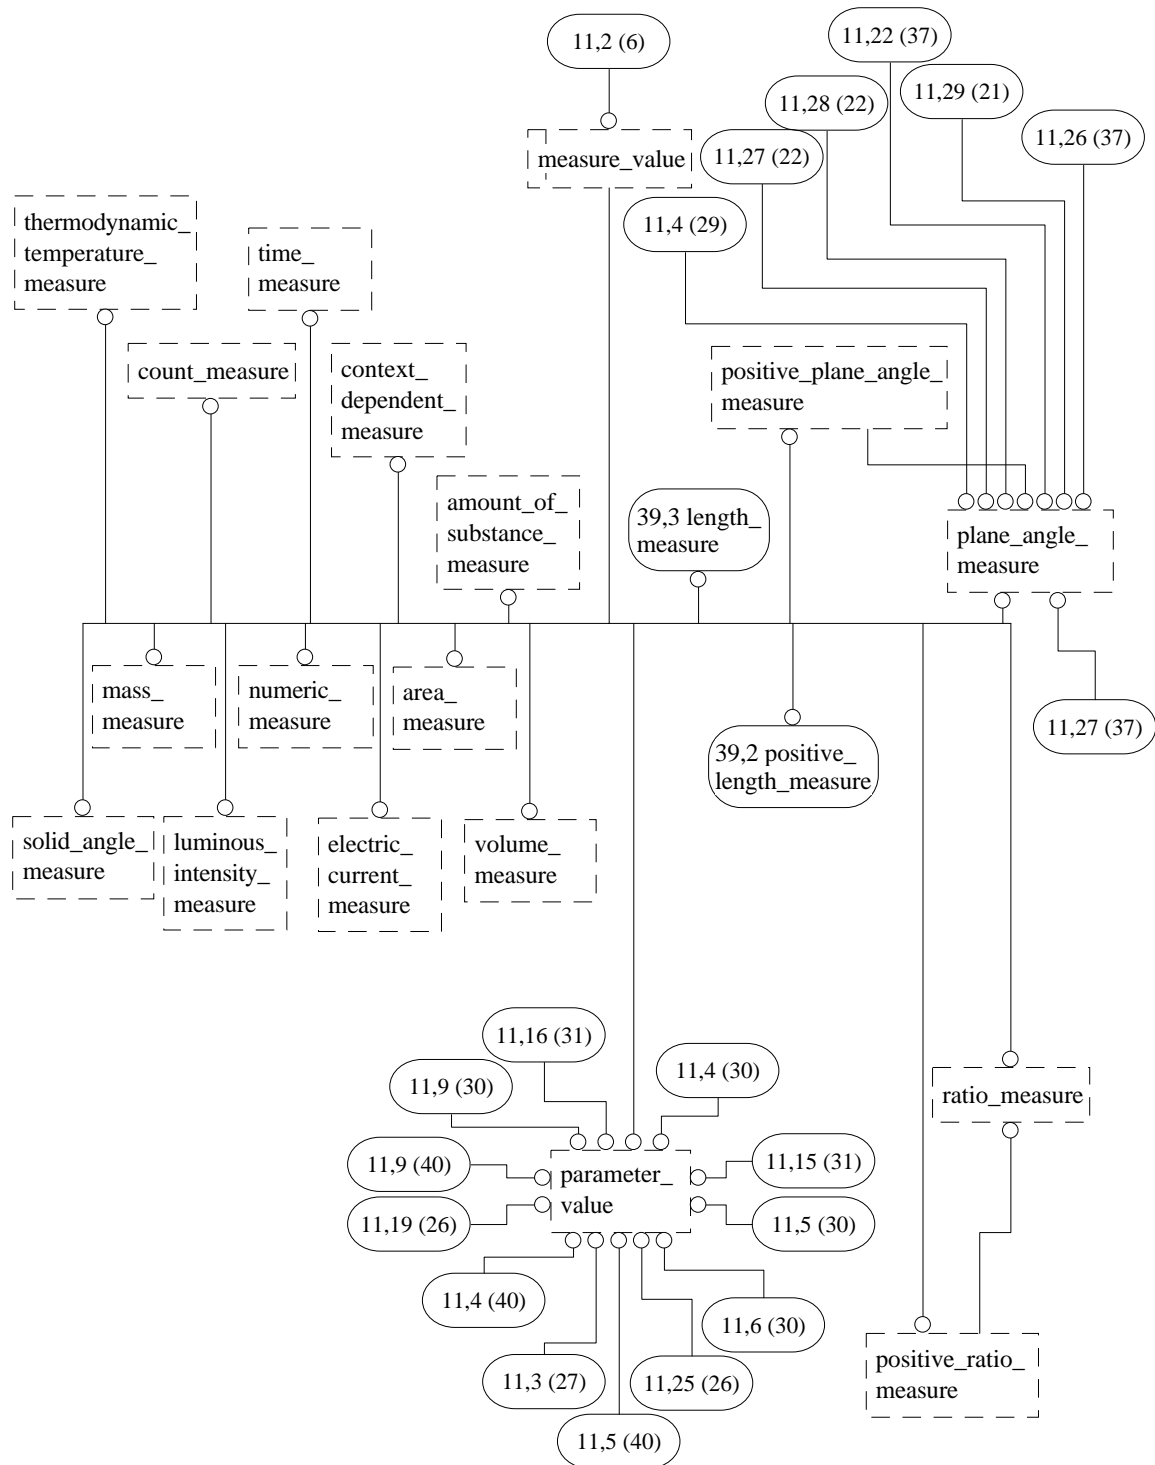 11,2 (6)
11,22 (37)
11,28 (22)
11,29 (21)
11,27 (22)
11,26 (37)
measure_value
11,4 (29)
thermodynamic_
temperature_
measure
time_
measure
count_measure
context_
dependent_
measure
positive_plane_angle_
measure
amount_of_
substance_
measure
39,3 length_
measure
plane_angle_
measure
mass_
measure
numeric_
measure
area_
measure
11,27 (37)
39,2 positive_
length_measure
solid_angle_
measure
luminous_
intensity_
measure
electric_
current_
measure
volume_
measure
11,16 (31)
11,9 (30)
11,4 (30)
ratio_measure
11,9 (40)
parameter_
value
11,15 (31)
11,19 (26)
11,5 (30)
11,4 (40)
11,6 (30)
11,3 (27)
11,25 (26)
positive_ratio_
measure
11,5 (40)